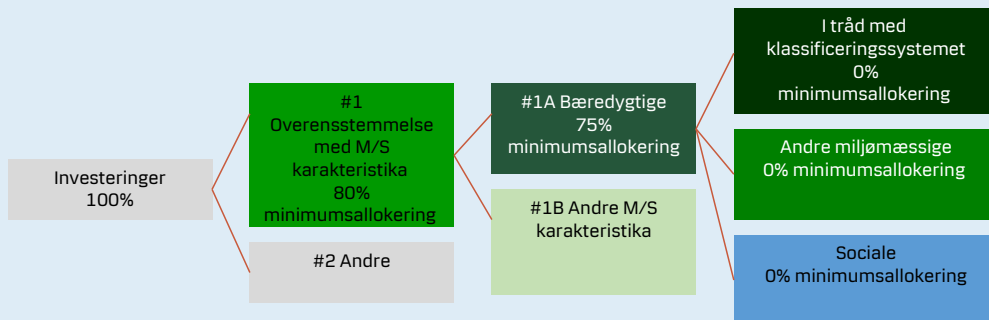 Investeringer
100%
#1
Overensstemmelse
med M/S
karakteristika
80%
minimumsallokering
#2 Andre
#1A Bæredygtige
75%
minimumsallokering
#1B Andre M/S
karakteristika
I tråd med
klassificeringssystemet
0%
minimumsallokering
Andre miljømæssige
0% minimumsallokering
Sociale
0% minimumsallokering